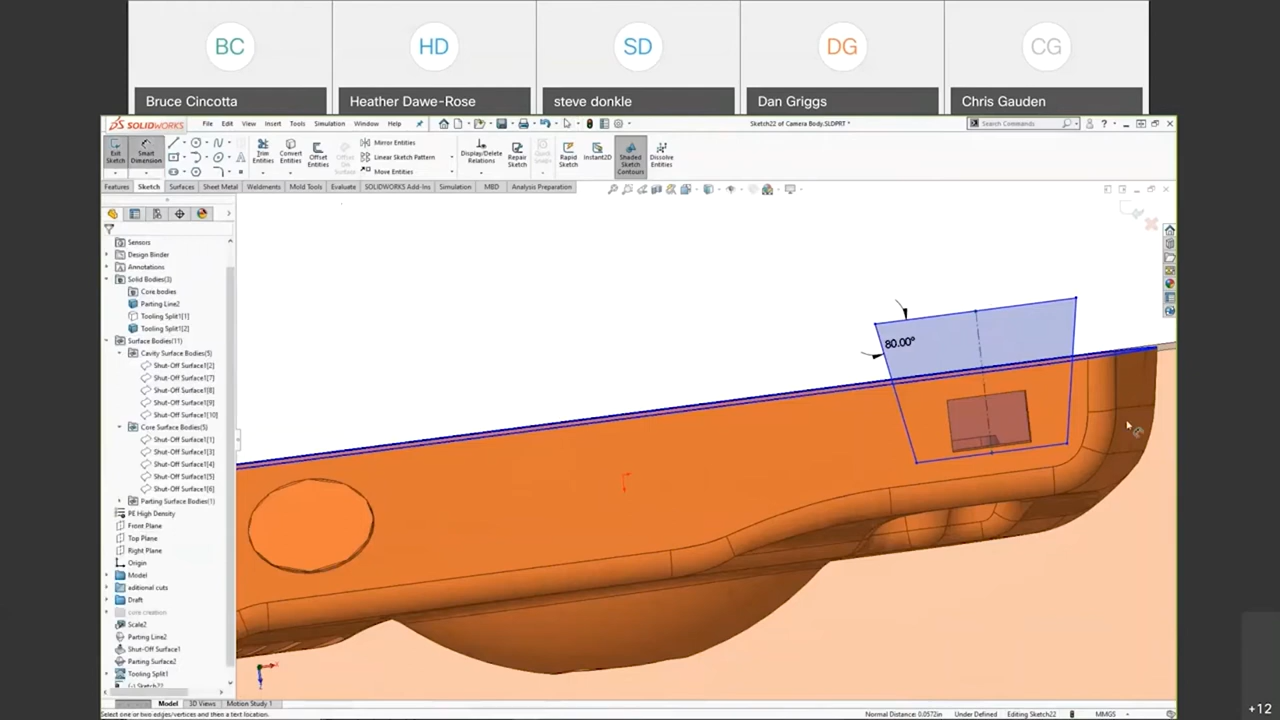 BC
HD
SD
DG
CG
Bruce Cincotta
Heather Dawe-Rose
steve donkle
Dan Griggs
Chris Gauden
SOLIDWORKS
File Edit View Insert Tools Simulation Window Help
Sketch22 of Camera Body.SLDPRT *
Search Commands
Exit Sketch
Smart Dimension
Trim Entities
Convert Entities
Offset Entities
Offset On Surface
Mirror Entities
Linear Sketch Pattern
Move Entities
Display/Delete Relations
Repair Sketch
Quick Snaps
Rapid Sketch
Instant2D
Shaded Sketch Contours
Dissolve Entities
Features Sketch Surfaces Sheet Metal Weldments Mold Tools Evaluate SOLIDWORKS Add-Ins Simulation MBD Analysis Preparation
Sensors
Design Binder
Annotations
Solid Bodies(3)
Core bodies
Parting Line2
Tooling Split1[1]
Tooling Split1[2]
Surface Bodies(11)
Cavity Surface Bodies(5)
Shut-Off Surface1[2]
Shut-Off Surface1[7]
Shut-Off Surface1[8]
Shut-Off Surface1[9]
Shut-Off Surface1[10]
Core Surface Bodies(5)
Shut-Off Surface1[1]
Shut-Off Surface1[3]
Shut-Off Surface1[4]
Shut-Off Surface1[5]
Shut-Off Surface1[6]
Parting Surface Bodies(1)
PE High Density
Front Plane
Top Plane
Right Plane
Origin
Model
aditional cuts
Draft
core creation
Scale2
Parting Line2
Shut-Off Surface1
Parting Surface2
Tooling Split1
(-) Sketch22
80.00°
Model 3D Views Motion Study 1
Select one or two edges/vertices and then a text location.
Normal Distance: 0.0572in Under Defined Editing Sketch22 MMGS
+12